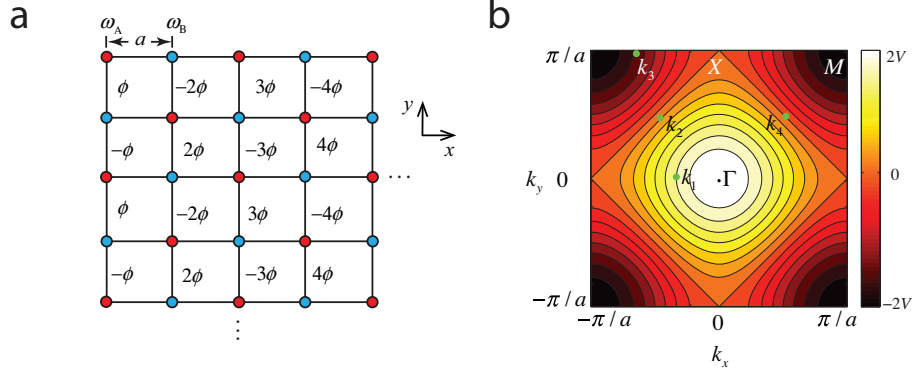 a
ω_A a ω_B
ϕ −2ϕ 3ϕ −4ϕ
−ϕ 2ϕ −3ϕ 4ϕ
ϕ −2ϕ 3ϕ −4ϕ
−ϕ 2ϕ −3ϕ 4ϕ
y
x
...
⋮
b
π/a
k_y 0
−π/a
k_3 X M
k_2 k_4
k_1 ·Γ
−π/a 0 π/a
k_x
2V
0
−2V